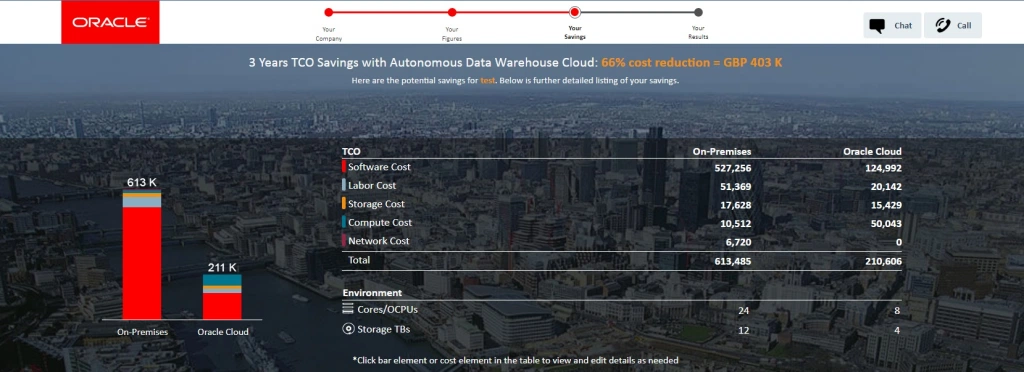 ORACLE
Your
Company
Your
Figures
Your
Savings
Your
Results
Chat
Call
3 Years TCO Savings with Autonomous Data Warehouse Cloud: 66% cost reduction = GBP 403 K
Here are the potential savings for test. Below is further detailed listing of your savings.
TCO On-Premises Oracle Cloud
Software Cost 527,256 124,992
Labor Cost 51,369 20,142
Storage Cost 17,628 15,429
Compute Cost 10,512 50,043
Network Cost 6,720 0
Total 613,485 210,606
613 K
211 K
On-Premises
Oracle Cloud
Environment
Cores/OCPUs 24 8
Storage TBs 12 4
*Click bar element or cost element in the table to view and edit details as needed